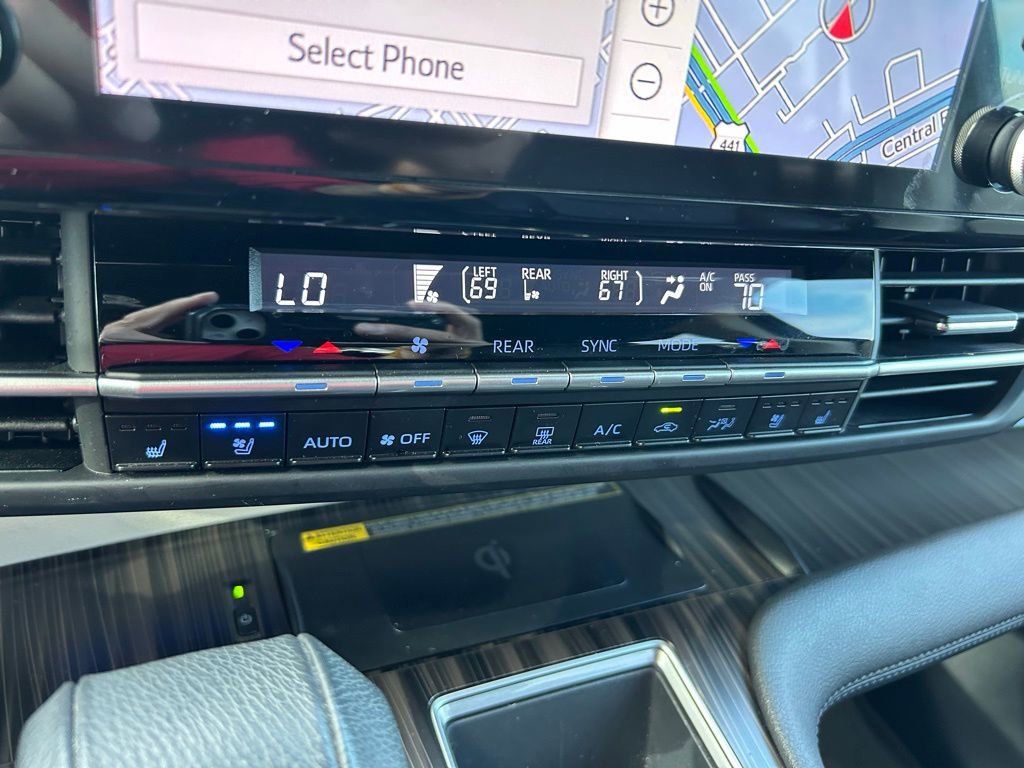 Select Phone
441
Central
LO
LEFT 69
REAR
RIGHT 67
A/C ON
PASS 70
REAR SYNC MODE
AUTO
OFF
REAR
A/C